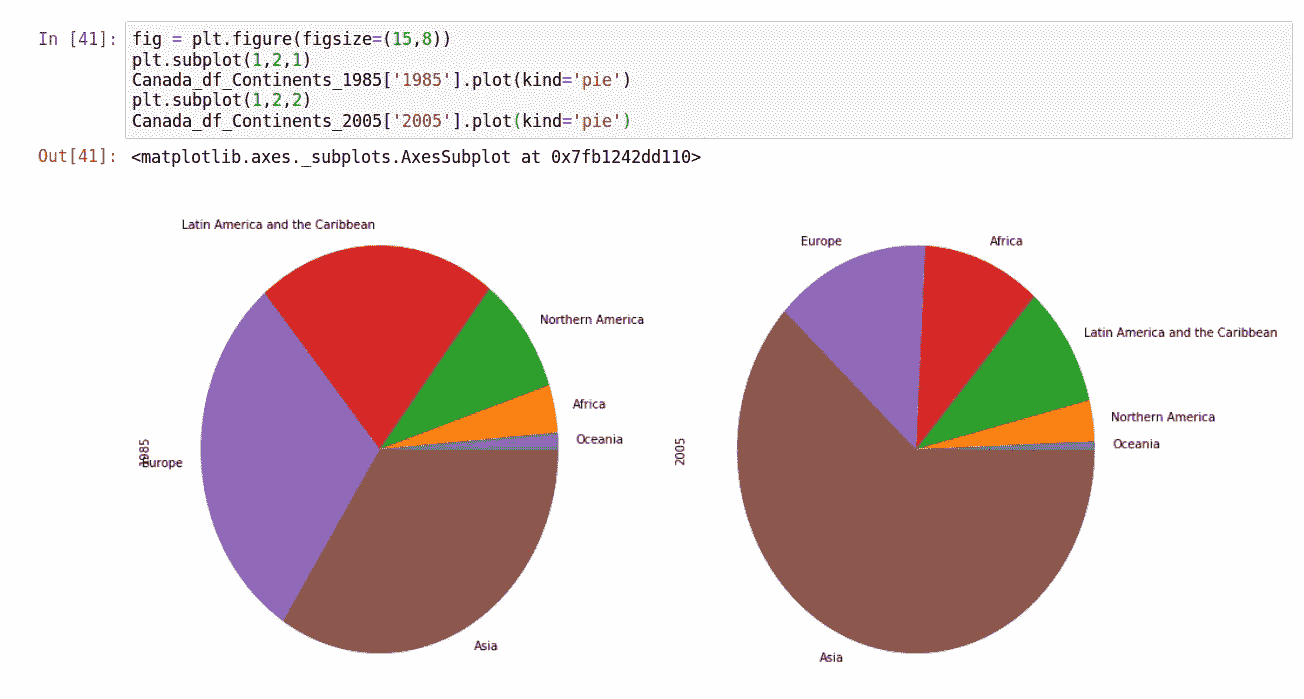 In [41]: fig = plt.figure(figsize=(15,8))
plt.subplot(1,2,1)
Canada_df_Continents_1985['1985'].plot(kind='pie')
plt.subplot(1,2,2)
Canada_df_Continents_2005['2005'].plot(kind='pie')
Out[41]: <matplotlib.axes._subplots.AxesSubplot at 0x7fb1242dd110>
Latin America and the Caribbean
Northern America
Africa
Oceania
1985
Europe
Asia
Europe
Africa
Latin America and the Caribbean
Northern America
Oceania
2005
Asia